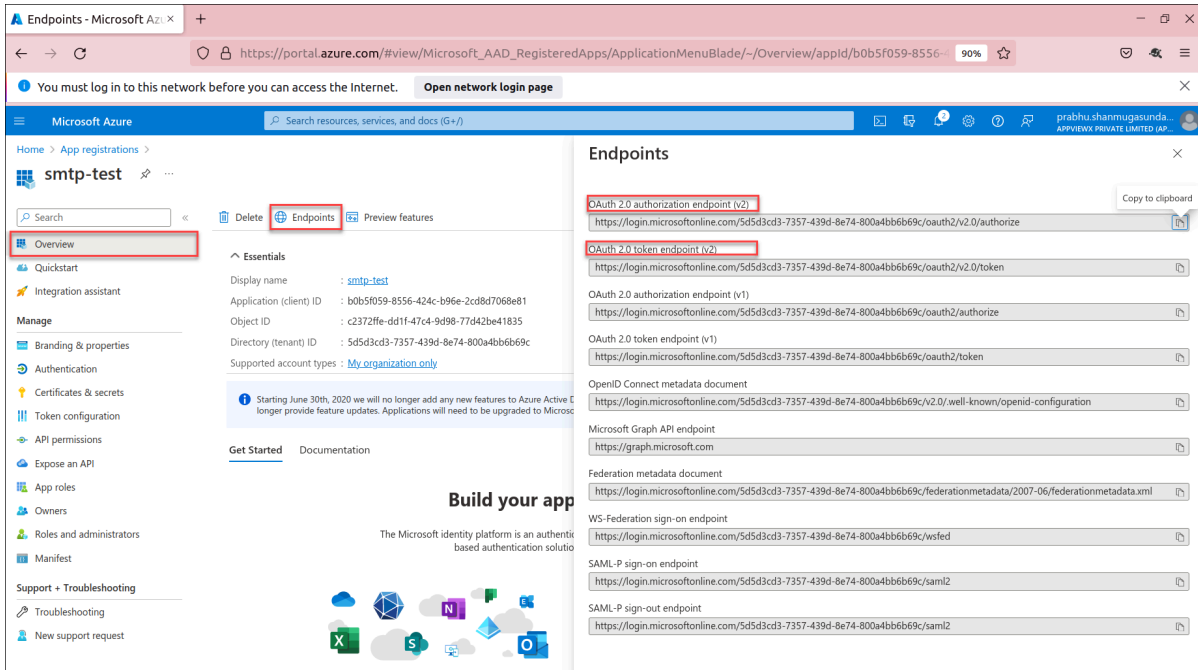 Endpoints - Microsoft Azu
https://portal.azure.com/#view/Microsoft_AAD_RegisteredApps/ApplicationMenuBlade/~/Overview/appId/b0b5f059-8556-4
90%
You must log in to this network before you can access the Internet.
Open network login page
Microsoft Azure
Search resources, services, and docs (G+/)
2
prabhu.shanmugasunda...
APPVIEWX PRIVATE LIMITED (AP...
Home > App registrations >
smtp-test
Search
Overview
Quickstart
Integration assistant
Manage
Branding & properties
Authentication
Certificates & secrets
Token configuration
API permissions
Expose an API
App roles
Owners
Roles and administrators
Manifest
Support + Troubleshooting
Troubleshooting
New support request
Delete
Endpoints
Preview features
Essentials
Display name : smtp-test
Application (client) ID : b0b5f059-8556-424c-b96e-2cd8d7068e81
Object ID : c2372ffe-dd1f-47c4-9d98-77d42be41835
Directory (tenant) ID : 5d5d3cd3-7357-439d-8e74-800a4bb6b69c
Supported account types : My organization only
Starting June 30th, 2020 we will no longer add any new features to Azure Active D
longer provide feature updates. Applications will need to be upgraded to Microsc
Get Started
Documentation
Build your app
The Microsoft identity platform is an authentic
based authentication solutio
N
X
S
O
E
Endpoints
Copy to clipboard
OAuth 2.0 authorization endpoint (v2)
https://login.microsoftonline.com/5d5d3cd3-7357-439d-8e74-800a4bb6b69c/oauth2/v2.0/authorize
OAuth 2.0 token endpoint (v2)
https://login.microsoftonline.com/5d5d3cd3-7357-439d-8e74-800a4bb6b69c/oauth2/v2.0/token
OAuth 2.0 authorization endpoint (v1)
https://login.microsoftonline.com/5d5d3cd3-7357-439d-8e74-800a4bb6b69c/oauth2/authorize
OAuth 2.0 token endpoint (v1)
https://login.microsoftonline.com/5d5d3cd3-7357-439d-8e74-800a4bb6b69c/oauth2/token
OpenID Connect metadata document
https://login.microsoftonline.com/5d5d3cd3-7357-439d-8e74-800a4bb6b69c/v2.0/.well-known/openid-configuration
Microsoft Graph API endpoint
https://graph.microsoft.com
Federation metadata document
https://login.microsoftonline.com/5d5d3cd3-7357-439d-8e74-800a4bb6b69c/federationmetadata/2007-06/federationmetadata.xml
WS-Federation sign-on endpoint
https://login.microsoftonline.com/5d5d3cd3-7357-439d-8e74-800a4bb6b69c/wsfed
SAML-P sign-on endpoint
https://login.microsoftonline.com/5d5d3cd3-7357-439d-8e74-800a4bb6b69c/saml2
SAML-P sign-out endpoint
https://login.microsoftonline.com/5d5d3cd3-7357-439d-8e74-800a4bb6b69c/saml2